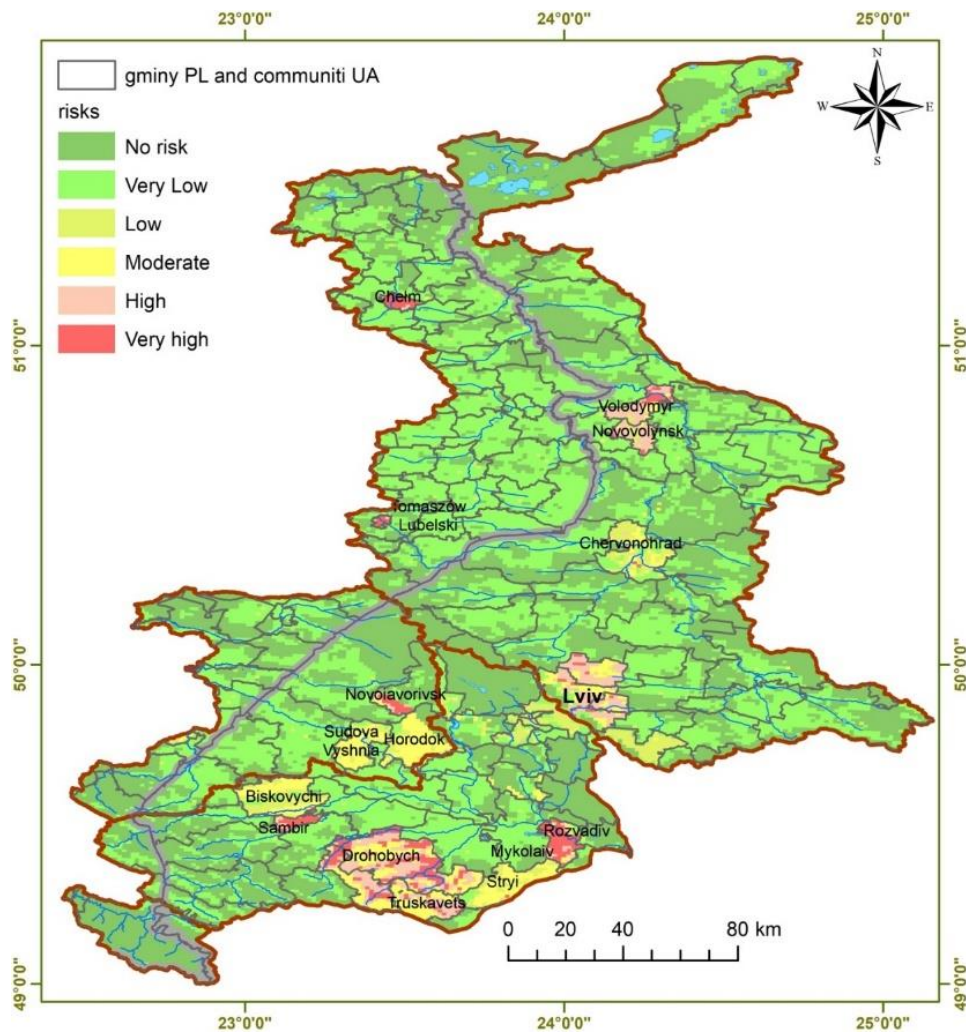 23°0'0" 24°0'0" 25°0'0"
gminy PL and communiti UA
risks
No risk
Very Low
Low
Moderate
High
Very high
N
W E
S
Chełm
51°0'0" 51°0'0"
Volodymyr
Novovolynsk
Tomaszów
Lubelski
Chervonohrad
50°0'0" 50°0'0"
Lviv
Novoiavorivsk
Sudova
Vyshnia
Horodok
Biskovychi
Sambir
Rozvadiv
Mykolaiv
Drohobych
Stryi
Truskavets
0 20 40 80 km
49°0'0" 49°0'0"
23°0'0" 24°0'0" 25°0'0"